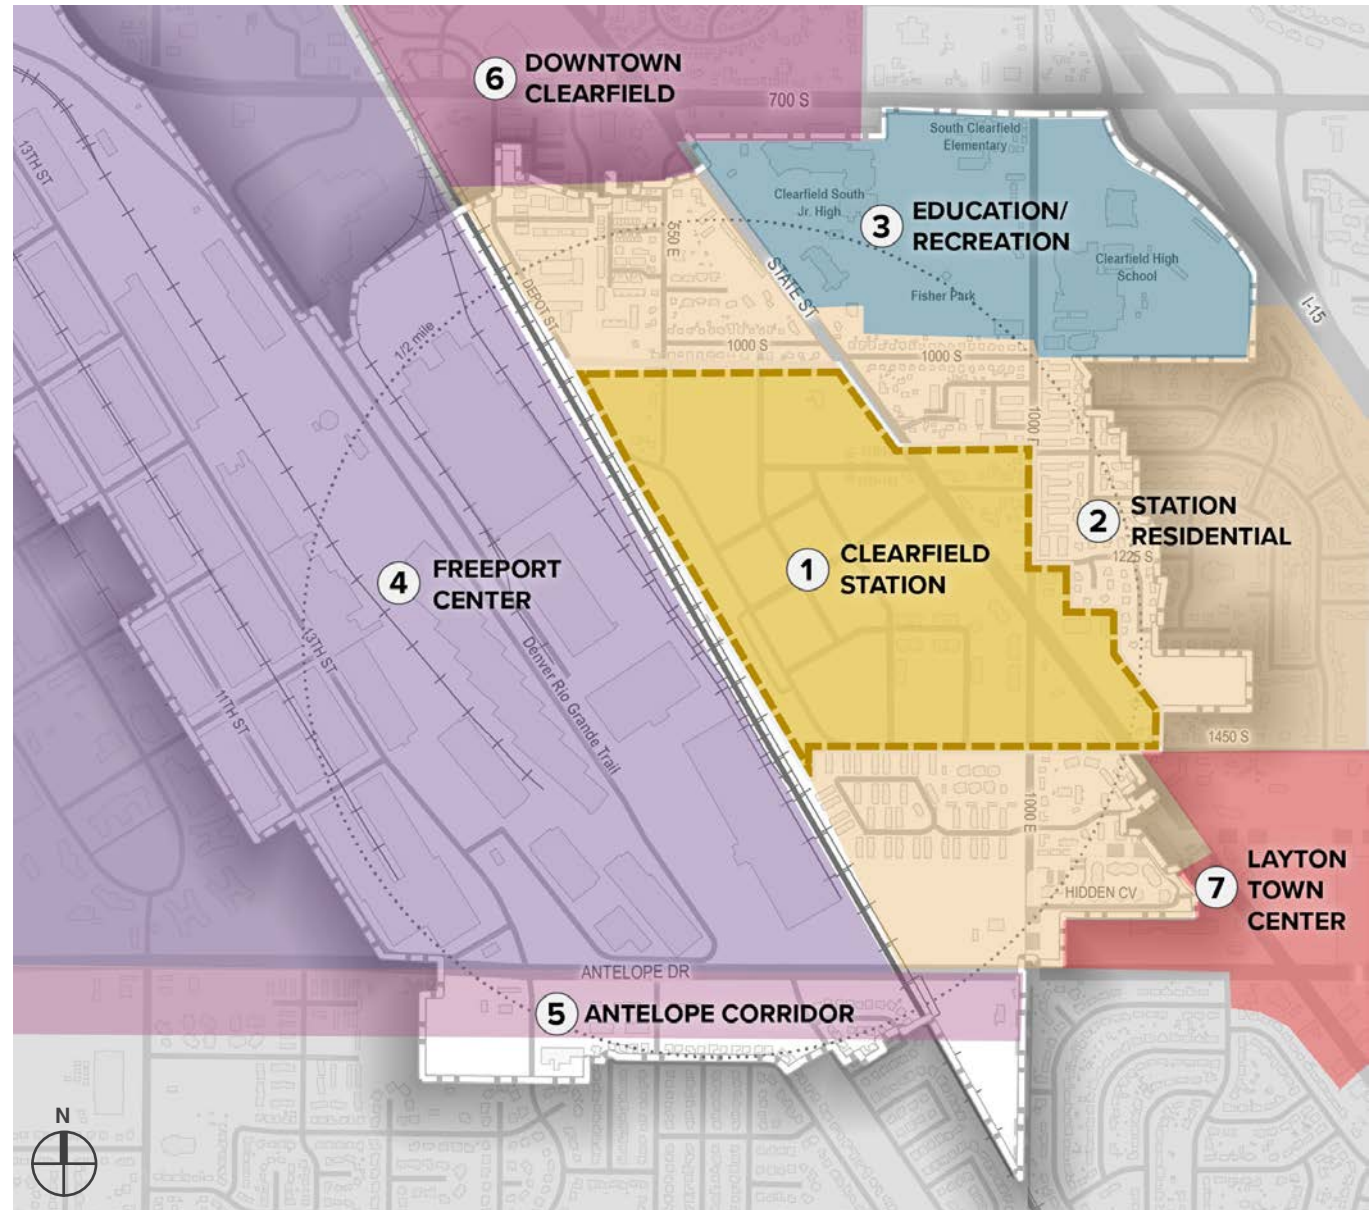 6
DOWNTOWN
CLEARFIELD
700 S
13TH ST
South Clearfield
Elementary
Clearfield South
Jr. High
3
EDUCATION/
RECREATION
Clearfield High
School
550 E
STATE ST
Fisher Park
DEPOT ST
I-15
1/2 mile
1000 S
1000 S
1000 E
2
STATION
RESIDENTIAL
1225 S
1
CLEARFIELD
STATION
4
FREEPORT
CENTER
13TH ST
11TH ST
Denver Rio Grande Trail
1450 S
1000 E
HIDDEN CV
7
LAYTON
TOWN
CENTER
ANTELOPE DR
5
ANTELOPE CORRIDOR
N